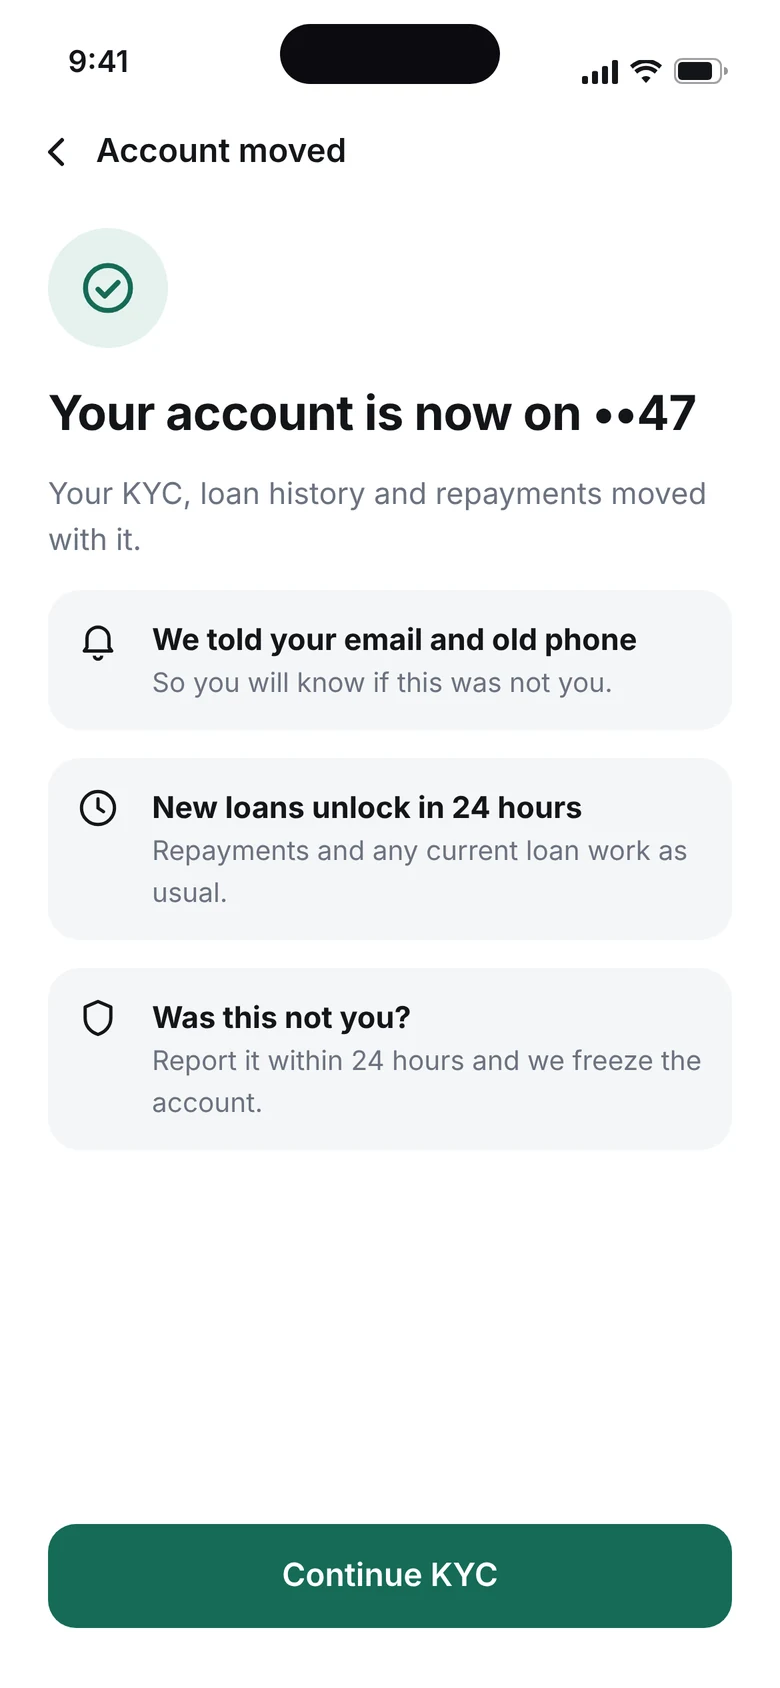 9:41
Account moved
Your account is now on ••47
Your KYC, loan history and repayments moved
with it.
We told your email and old phone
So you will know if this was not you.
New loans unlock in 24 hours
Repayments and any current loan work as
usual.
Was this not you?
Report it within 24 hours and we freeze the
account.
Continue KYC